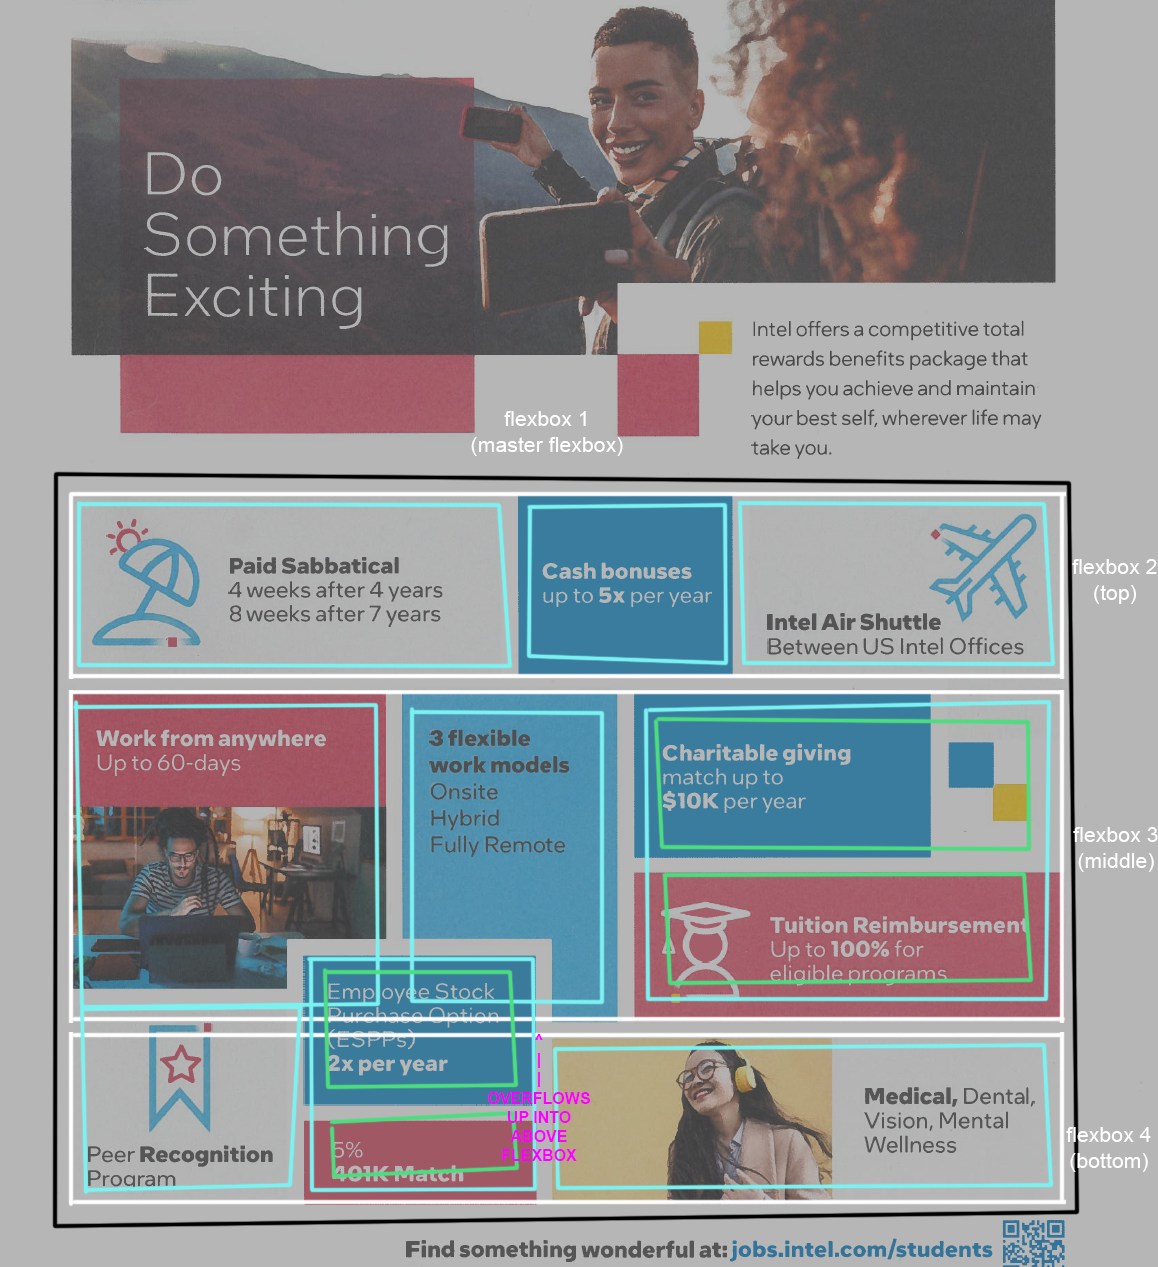 Do
Something
Exciting
Intel offers a competitive total
rewards benefits package that
helps you achieve and maintain
your best self, wherever life may
take you.
flexbox 1
(master flexbox)
Paid Sabbatical
4 weeks after 4 years
8 weeks after 7 years
Cash bonuses
up to 5x per year
Intel Air Shuttle
Between US Intel Offices
flexbox 2
(top)
Work from anywhere
Up to 60-days
3 flexible
work models
Onsite
Hybrid
Fully Remote
Charitable giving
match up to
$10K per year
flexbox 3
(middle)
Tuition Reimbursement
Up to 100% for
eligible programs
Employee Stock
Purchase Option
(ESPPs)
2x per year
^
|
|
OVERFLOWS
UP INTO
ABOVE
FLEXBOX
Peer Recognition
Program
5%
401K Match
Medical, Dental,
Vision, Mental
Wellness
flexbox 4
(bottom)
Find something wonderful at: jobs.intel.com/students